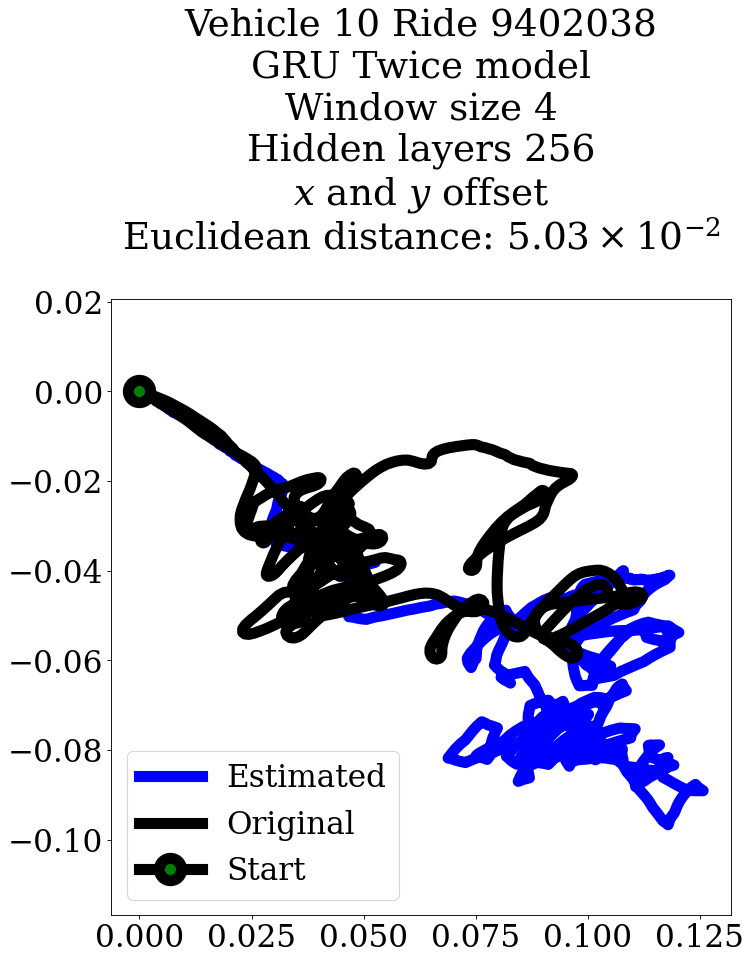 Vehicle 10 Ride 9402038
GRU Twice model
Window size 4
Hidden layers 256
x and y offset
Euclidean distance: 5.03 × 10⁻²
0.02
0.00
−0.02
−0.04
−0.06
−0.08
−0.10
Estimated
Original
Start
0.000 0.025 0.050 0.075 0.100 0.125